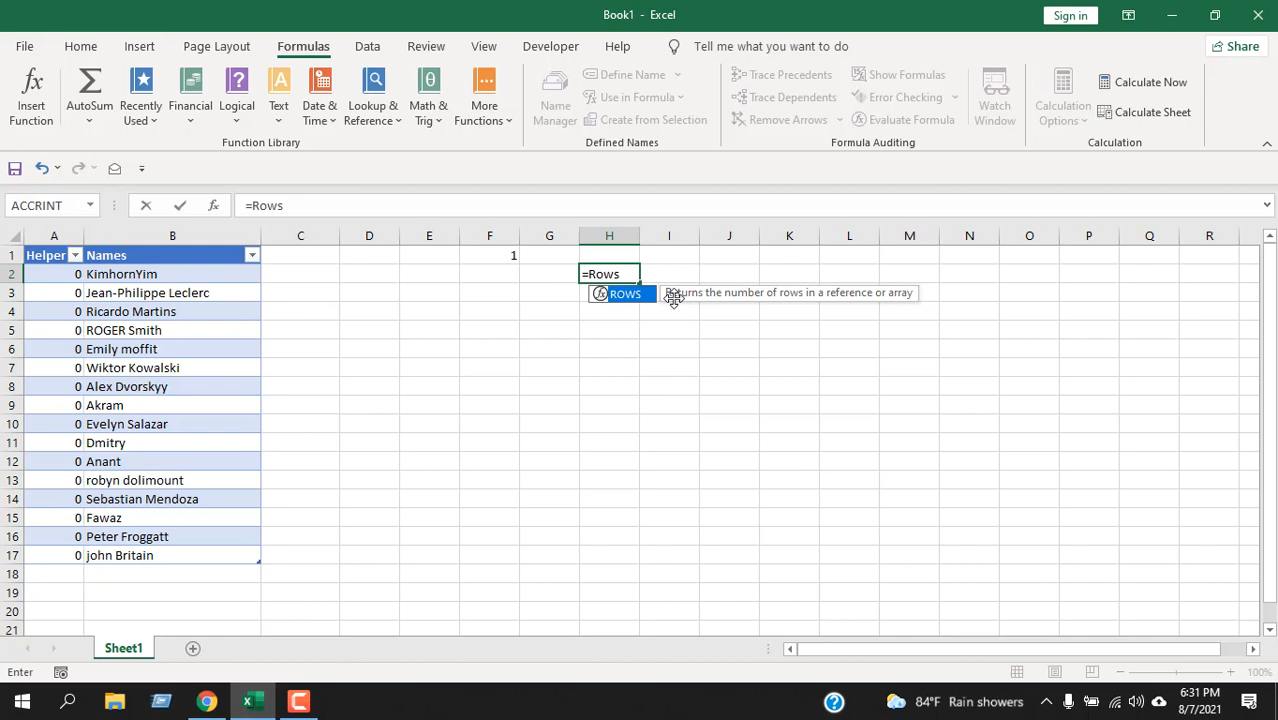 Book1 - Excel
Sign in
File Home Insert Page Layout Formulas Data Review View Developer Help Tell me what you want to do Share
Insert Function
AutoSum
Recently Used
Financial
Logical
Text
Date & Time
Lookup & Reference
Math & Trig
More Functions
Function Library
Name Manager
Define Name
Use in Formula
Create from Selection
Defined Names
Trace Precedents
Trace Dependents
Remove Arrows
Show Formulas
Error Checking
Evaluate Formula
Watch Window
Formula Auditing
Calculation Options
Calculate Now
Calculate Sheet
Calculation
ACCRINT fx =Rows
A B C D E F G H I J K L M N O P Q R
1 Helper Names 1
2 0 KimhornYim =Rows
3 0 Jean-Philippe Leclerc ROWS Returns the number of rows in a reference or array
4 0 Ricardo Martins
5 0 ROGER Smith
6 0 Emily moffit
7 0 Wiktor Kowalski
8 0 Alex Dvorskyy
9 0 Akram
10 0 Evelyn Salazar
11 0 Dmitry
12 0 Anant
13 0 robyn dolimount
14 0 Sebastian Mendoza
15 0 Fawaz
16 0 Peter Froggatt
17 0 john Britain
18
19
20
21
Sheet1
Enter 100%
84°F Rain showers 6:31 PM
8/7/2021